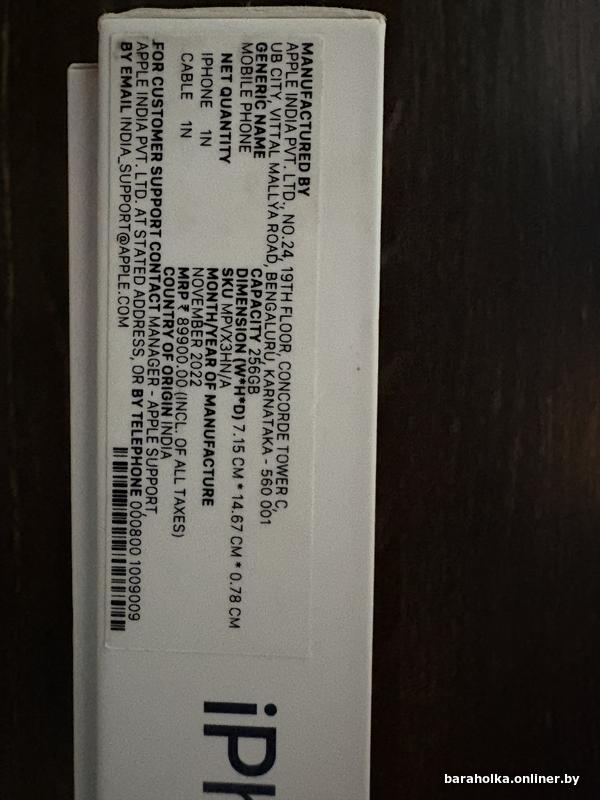 MANUFACTURED BY
APPLE INDIA PVT. LTD., NO.24, 19TH FLOOR, CONCORDE TOWER C,
UB CITY, VITTAL MALLYA ROAD, BENGALURU, KARNATAKA - 560 001
GENERIC NAME
MOBILE PHONE
NET QUANTITY
IPHONE 1N
CABLE 1N
CAPACITY 256GB
DIMENSION (W*H*D) 7.15 CM * 14.67 CM * 0.78 CM
SKU MPVX3HN/A
MONTH/YEAR OF MANUFACTURE
NOVEMBER 2022
MRP ₹ 89900.00 (INCL. OF ALL TAXES)
COUNTRY OF ORIGIN INDIA
FOR CUSTOMER SUPPORT CONTACT MANAGER - APPLE SUPPORT,
APPLE INDIA PVT. LTD. AT STATED ADDRESS, OR BY TELEPHONE 000800 1009009
BY EMAIL INDIA_SUPPORT@APPLE.COM
iPh
baraholka.onliner.by